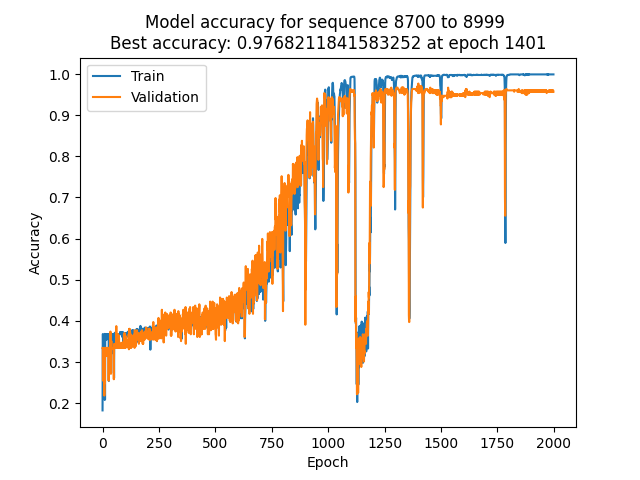 Model accuracy for sequence 8700 to 8999
Best accuracy: 0.9768211841583252 at epoch 1401
Train
Validation
1.0
0.9
0.8
0.7
0.6
0.5
0.4
0.3
0.2
Accuracy
0 250 500 750 1000 1250 1500 1750 2000
Epoch